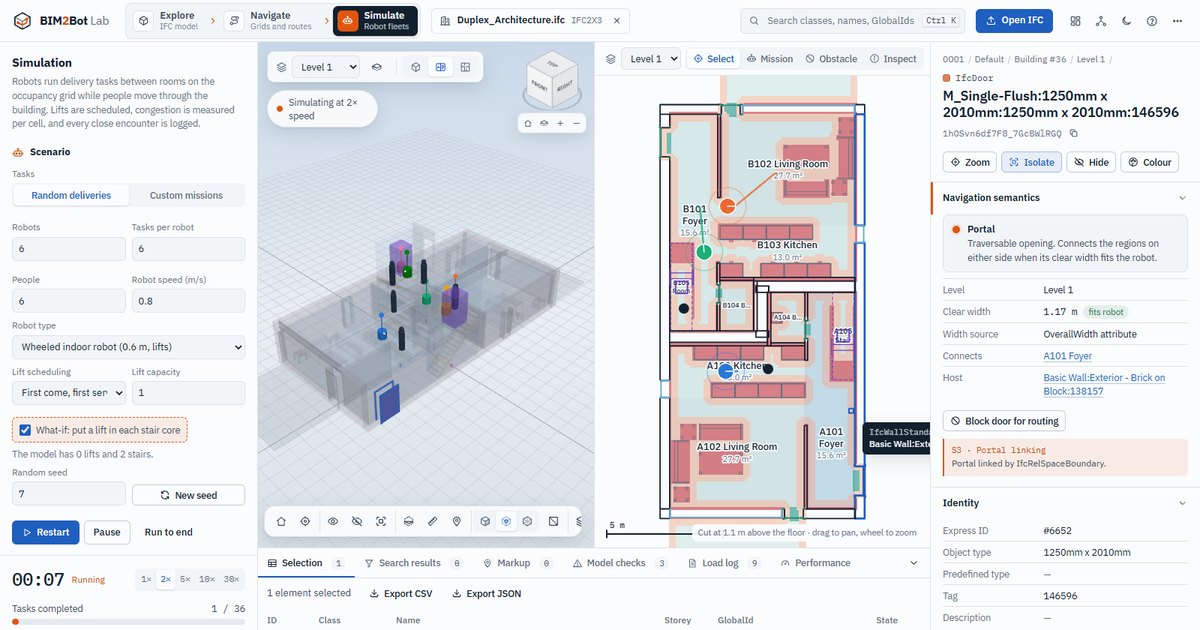 BIM2Bot Lab
Explore
IFC model
Navigate
Grids and routes
Simulate
Robot fleets
Duplex_Architecture.ifc IFC2X3
Search classes, names, GlobalIds Ctrl K
Open IFC
Simulation
Robots run delivery tasks between rooms on the
occupancy grid while people move through the
building. Lifts are scheduled, congestion is measured
per cell, and every close encounter is logged.
Scenario
Tasks
Random deliveries Custom missions
Robots Tasks per robot
6 6
People Robot speed (m/s)
6 0.8
Robot type
Wheeled indoor robot (0.6 m, lifts)
Lift scheduling Lift capacity
First come, first ser 1
What-if: put a lift in each stair core
The model has 0 lifts and 2 stairs.
Random seed
7 New seed
Restart Pause Run to end
00:07 Running 1× 2× 5× 10× 30×
Tasks completed 1 / 36
Level 1
Simulating at 2×
speed
TOP
FRONT RIGHT
Level 1 Select Mission Obstacle Inspect
B102 Living Room
27.7 m²
B101
Foyer
15.6 m²
B103 Kitchen
13.0 m²
B104 B...
A104 B...
A102 Living Room
27.7 m²
A101
Foyer
15.6 m²
IfcWallStanda
Basic Wall:Exte
5 m
Cut at 1.1 m above the floor · drag to pan, wheel to zoom
Selection 1 Search results 0 Markup 0 Model checks 3 Load log 9 Performance
1 element selected Export CSV Export JSON
ID Class Name Storey GlobalId State
0001 / Default / Building #36 / Level 1 /
IfcDoor
M_Single-Flush:1250mm x
2010mm:1250mm x 2010mm:146596
1hOSvn6df7F8_7GcBWlRGQ
Zoom Isolate Hide Colour
Navigation semantics
Portal
Traversable opening. Connects the regions on
either side when its clear width fits the robot.
Level Level 1
Clear width 1.17 m fits robot
Width source OverallWidth attribute
Connects A101 Foyer
Host Basic Wall:Exterior - Brick on
Block:138157
Block door for routing
S3 · Portal linking
Portal linked by IfcRelSpaceBoundary.
Identity
Express ID #6652
Object type 1250mm x 2010mm
Predefined type —
Tag 146596
Description —